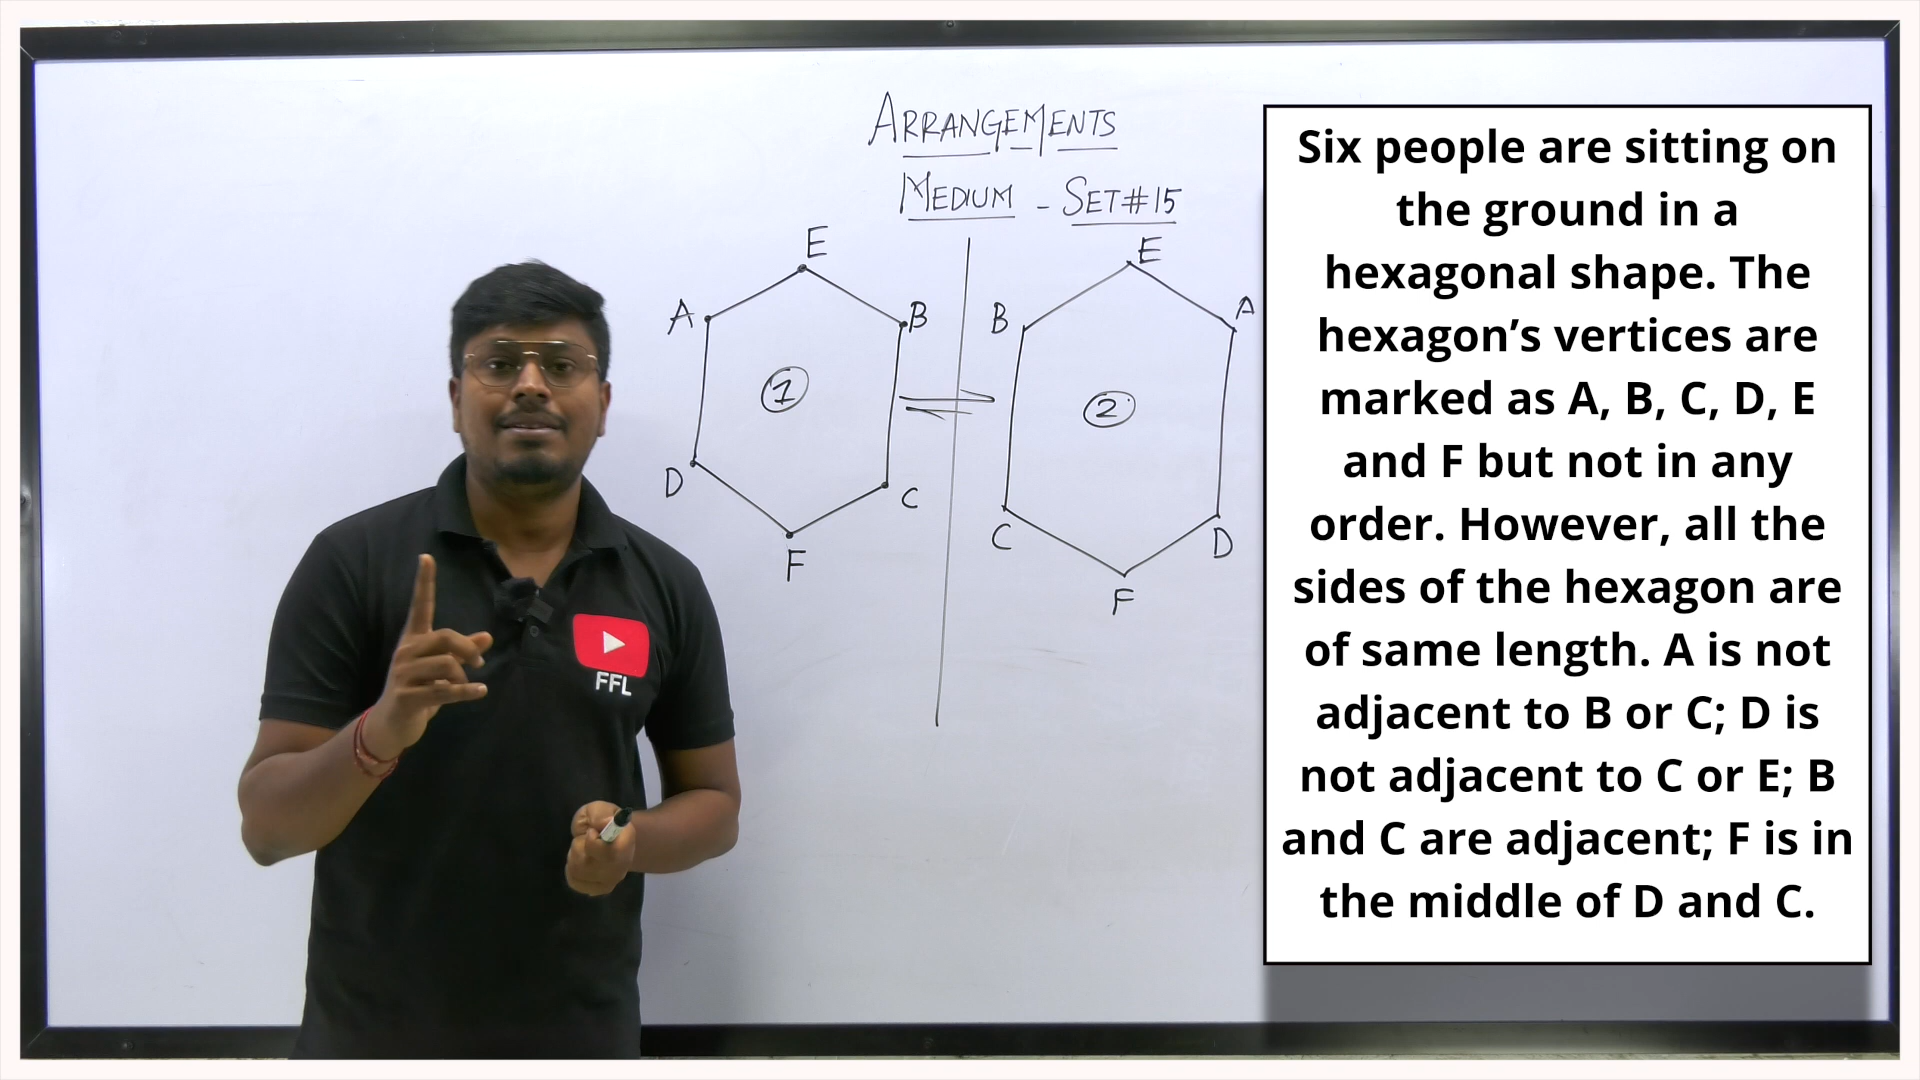 ARRANGEMENTS
MEDIUM - SET#15
E
A
B
1
D
C
F
E
B
A
2
C
D
F
FFL
Six people are sitting on
the ground in a
hexagonal shape. The
hexagon’s vertices are
marked as A, B, C, D, E
and F but not in any
order. However, all the
sides of the hexagon are
of same length. A is not
adjacent to B or C; D is
not adjacent to C or E; B
and C are adjacent; F is in
the middle of D and C.